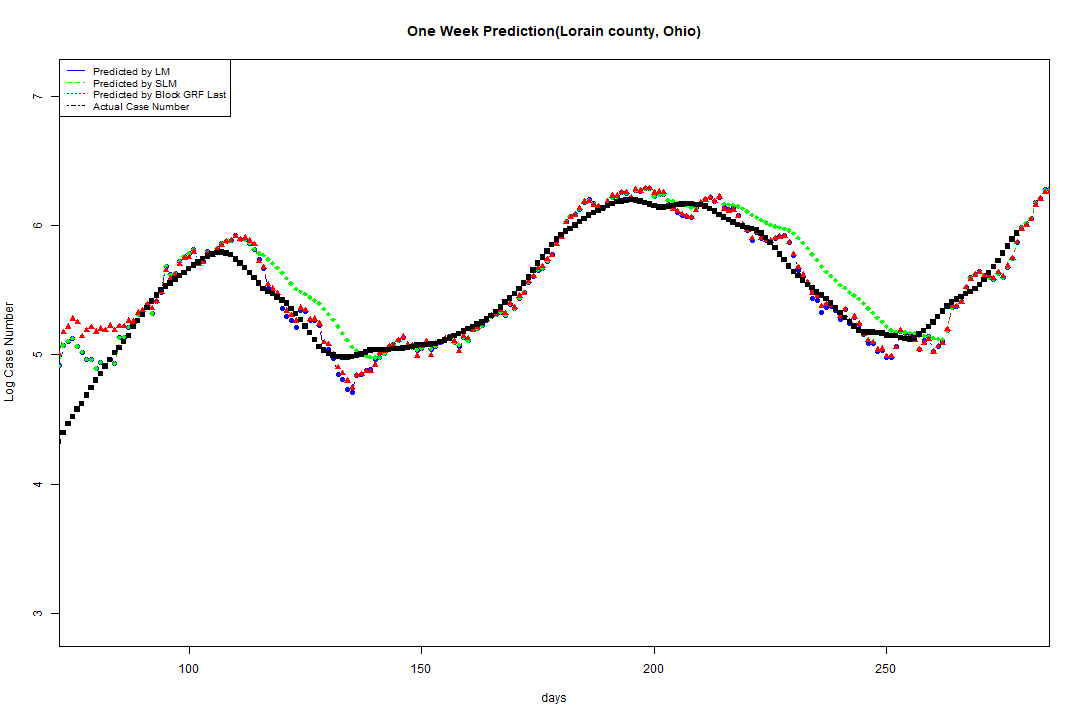 One Week Prediction(Lorain county, Ohio)
Predicted by LM
Predicted by SLM
Predicted by Block GRF Last
Actual Case Number
7
6
5
4
3
Log Case Number
100 150 200 250
days